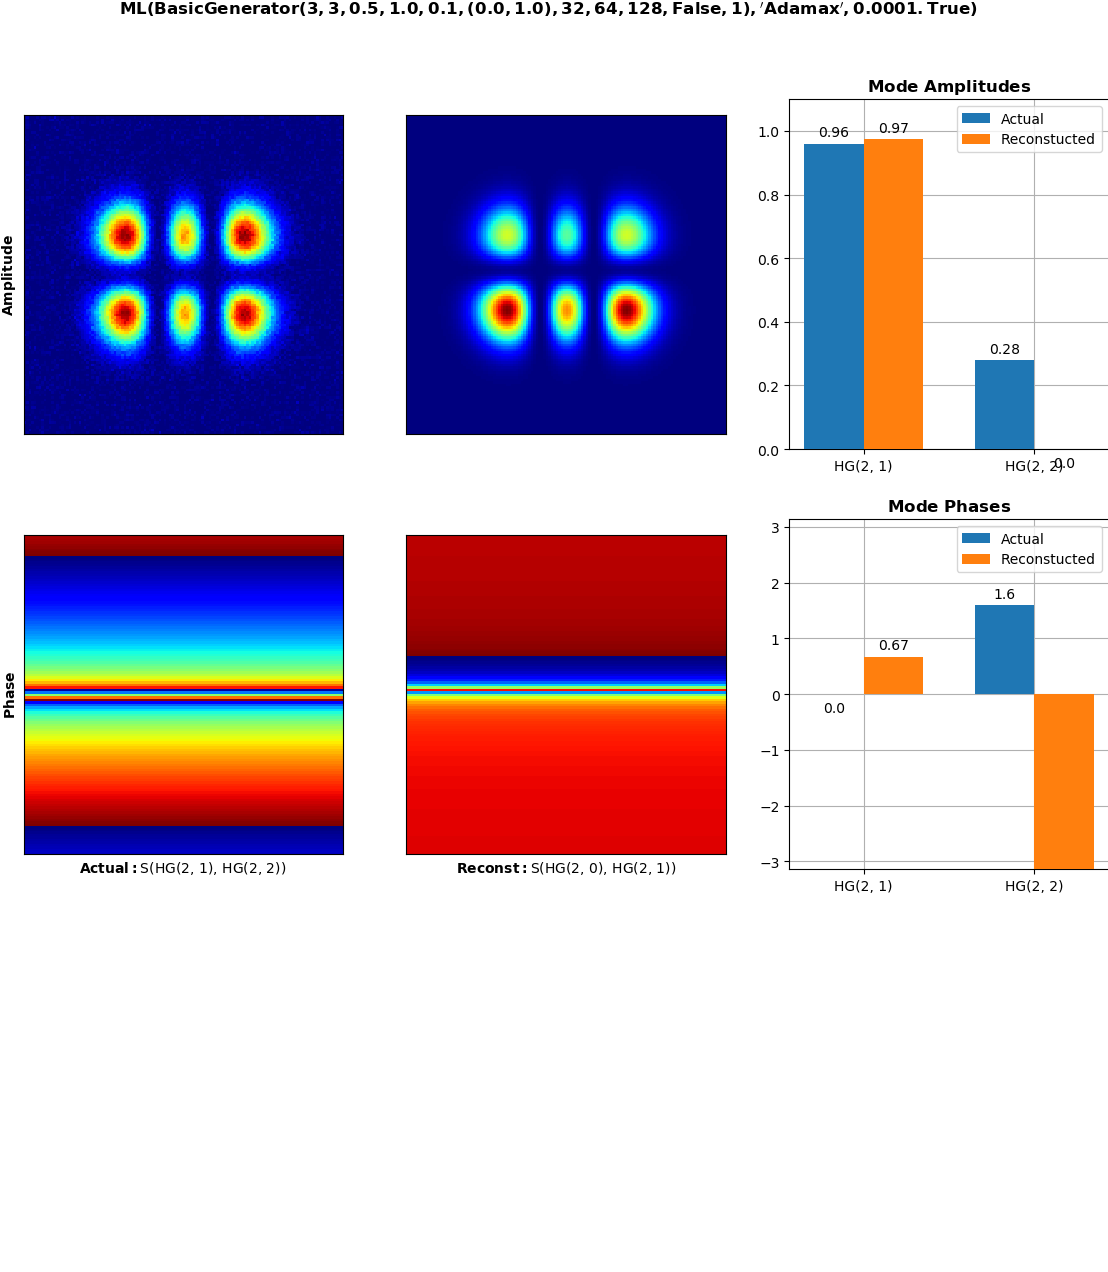 ML(BasicGenerator(3, 3, 0.5, 1.0, 0.1, (0.0, 1.0), 32, 64, 128, False, 1), ′Adamax′, 0.0001. True)
Mode Amplitudes
Amplitude
1.0
0.8
0.6
0.4
0.2
0.0
0.96
0.97
0.28
0.0
Actual
Reconstucted
HG(2, 1)
HG(2, 2)
Mode Phases
Phase
3
2
1
0
−1
−2
−3
0.0
0.67
1.6
Actual
Reconstucted
HG(2, 1)
HG(2, 2)
Actual: S(HG(2, 1), HG(2, 2))
Reconst: S(HG(2, 0), HG(2, 1))